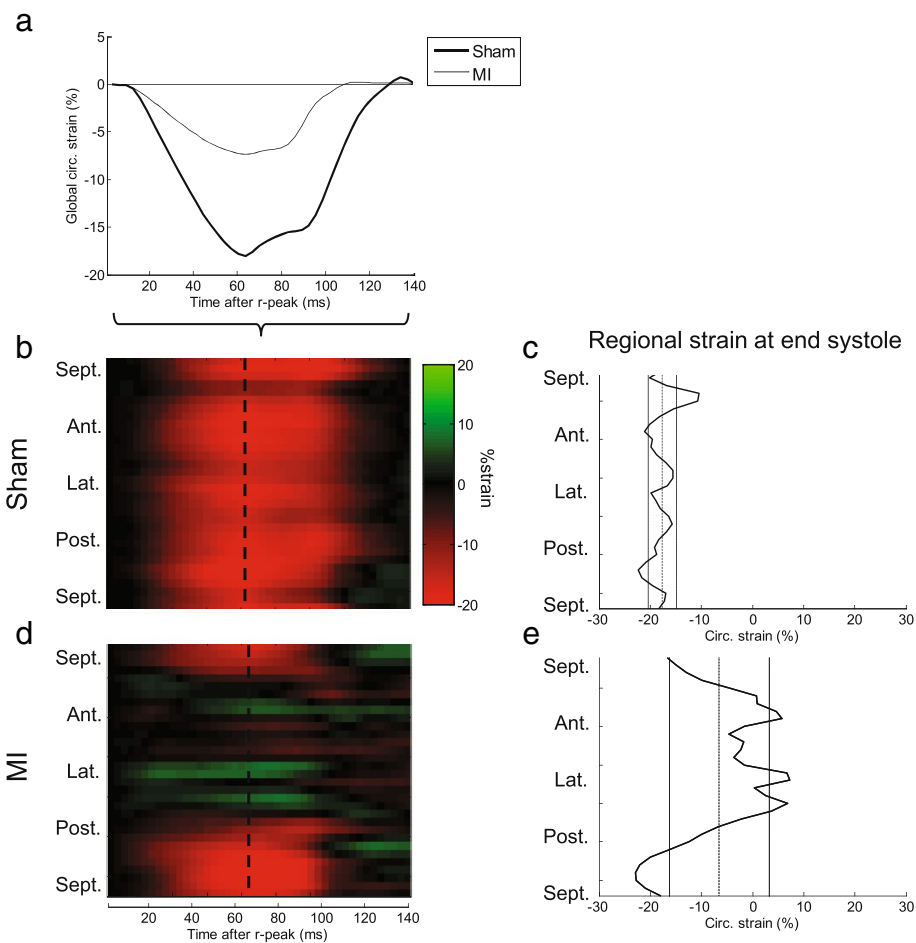 a
5
0
-5
-10
-15
-20
Global circ. strain (%)
20 40 60 80 100 120 140
Time after r-peak (ms)
Sham
MI
b
Sham
Sept.
Ant.
Lat.
Post.
Sept.
20
10
0
-10
-20
%strain
c
Regional strain at end systole
Sept.
Ant.
Lat.
Post.
Sept.
-30 -20 -10 0 10 20 30
Circ. strain (%)
d
MI
Sept.
Ant.
Lat.
Post.
Sept.
20 40 60 80 100 120 140
Time after r-peak (ms)
e
Sept.
Ant.
Lat.
Post.
Sept.
-30 -20 -10 0 10 20 30
Circ. strain (%)